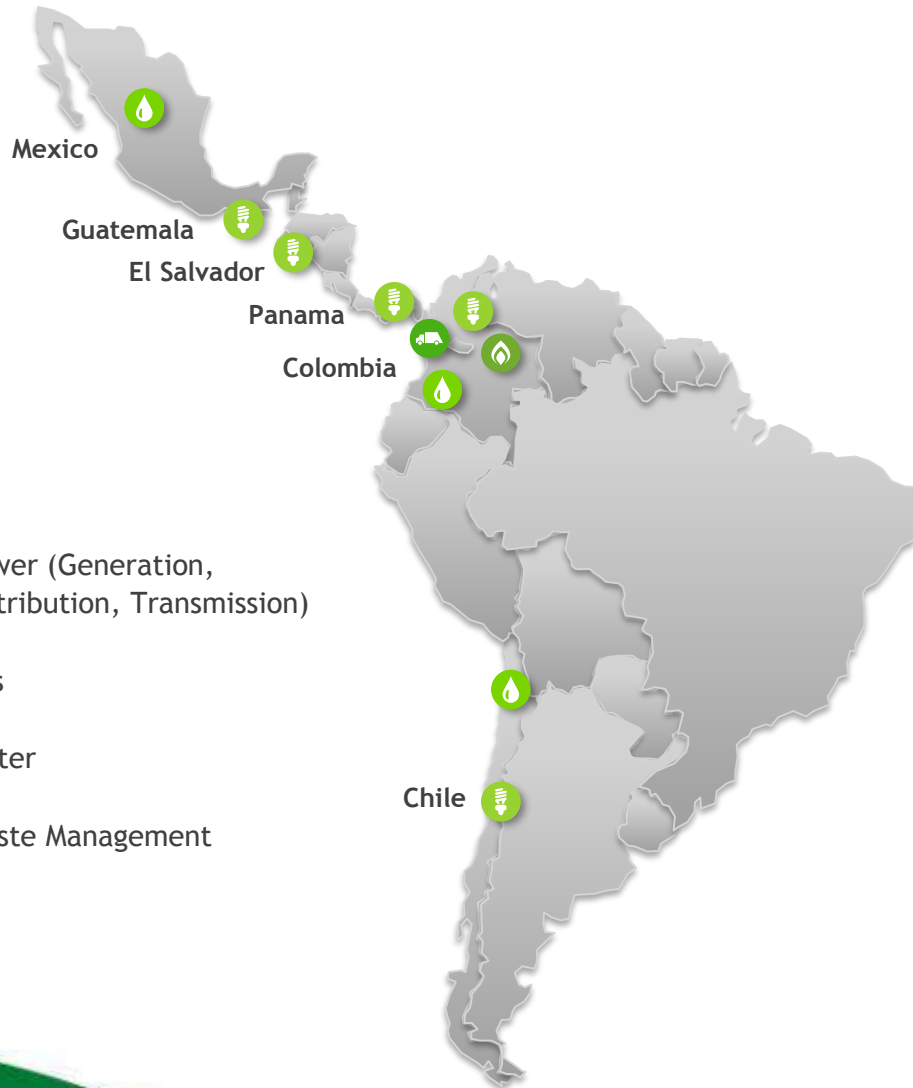 Mexico
Guatemala
El Salvador
Panama
Colombia
ver (Generation,
tribution, Transmission)
s
ter
ste Management
Chile